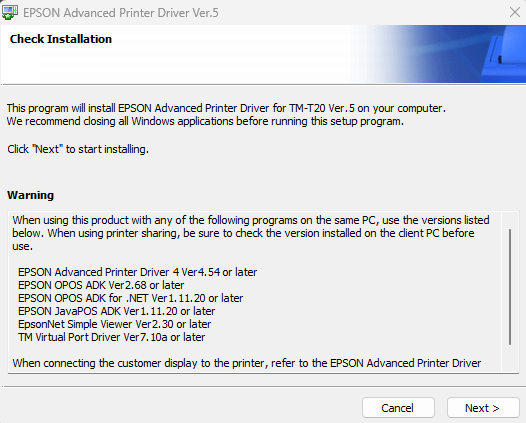 EPSON Advanced Printer Driver Ver.5
Check Installation
This program will install EPSON Advanced Printer Driver for TM-T20 Ver.5 on your computer.
We recommend closing all Windows applications before running this setup program.
Click "Next" to start installing.
Warning
When using this product with any of the following programs on the same PC, use the versions listed
below. When using printer sharing, be sure to check the version installed on the client PC before
use.
EPSON Advanced Printer Driver 4 Ver4.54 or later
EPSON OPOS ADK Ver2.68 or later
EPSON OPOS ADK for .NET Ver1.11.20 or later
EPSON JavaPOS ADK Ver1.11.20 or later
EpsonNet Simple Viewer Ver2.30 or later
TM Virtual Port Driver Ver7.10a or later
When connecting the customer display to the printer, refer to the EPSON Advanced Printer Driver
Cancel
Next >